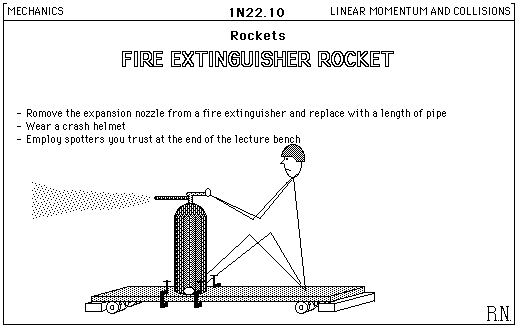 MECHANICS 1N22.10 LINEAR MOMENTUM AND COLLISIONS
Rockets
FIRE EXTINGUISHER ROCKET
- Romove the expansion nozzle from a fire extinguisher and replace with a length of pipe
- Wear a crash helmet
- Employ spotters you trust at the end of the lecture bench
R.N.